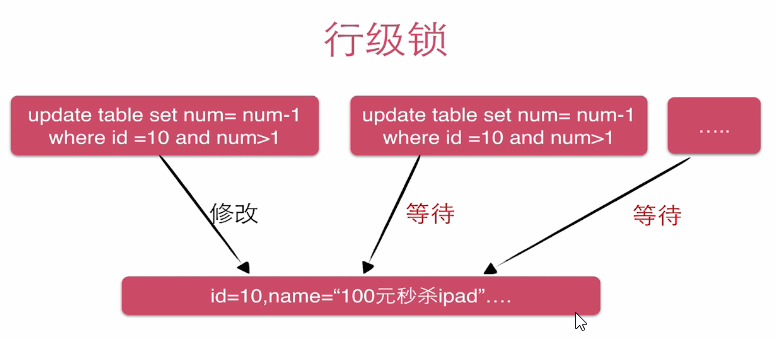 行级锁
update table set num= num-1
where id =10 and num>1
update table set num= num-1
where id =10 and num>1
.....
修改
等待
等待
id=10,name=“100元秒杀ipad”....